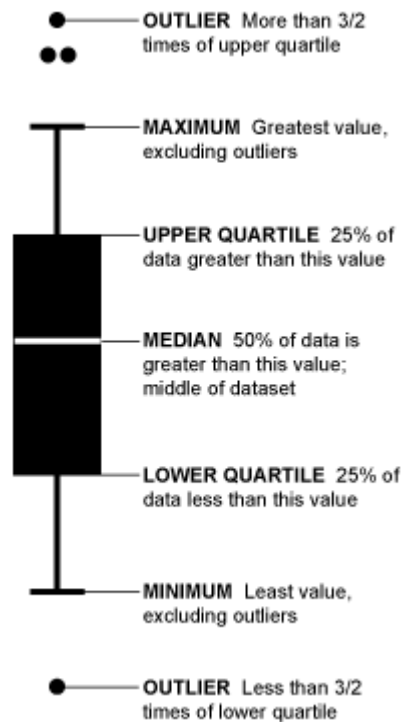 OUTLIER More than 3/2
times of upper quartile
MAXIMUM Greatest value,
excluding outliers
UPPER QUARTILE 25% of
data greater than this value
MEDIAN 50% of data is
greater than this value;
middle of dataset
LOWER QUARTILE 25% of
data less than this value
MINIMUM Least value,
excluding outliers
OUTLIER Less than 3/2
times of lower quartile